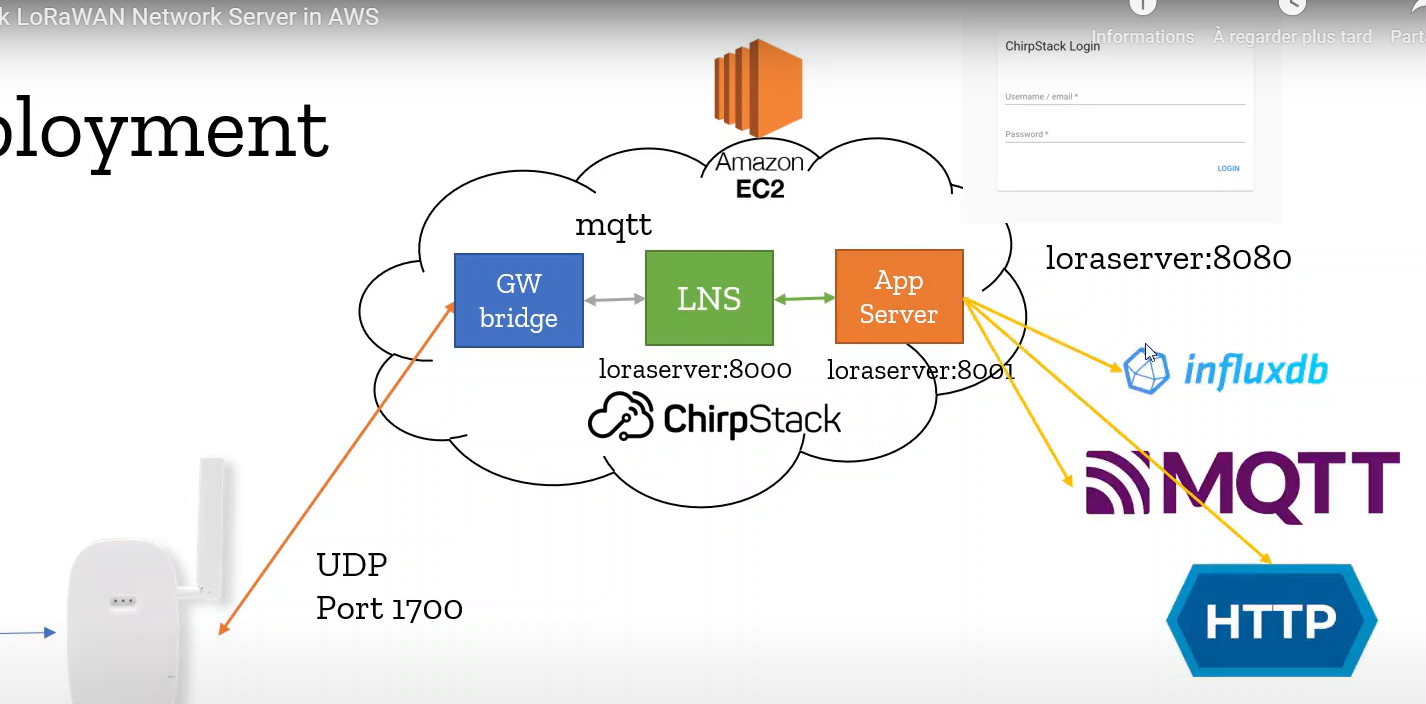 k LoRaWAN Network Server in AWS
Informations
À regarder plus tard
Part
ChirpStack Login
Username / email *
Password *
LOGIN
ployment
Amazon
EC2
mqtt
GW
bridge
LNS
App
Server
loraserver:8080
loraserver:8000
loraserver:8001
ChirpStack
influxdb
MQTT
UDP
Port 1700
HTTP